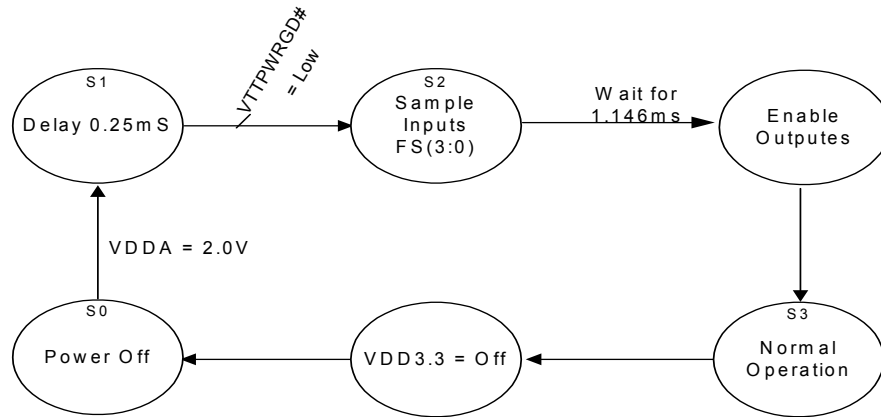 S1
Delay 0.25mS
VTTPWRGD#
= Low
S2
Sample
Inputs
FS(3:0)
Wait for
1.146ms
Enable
Outputes
VDDA = 2.0V
S0
Power Off
VDD3.3 = Off
S3
Normal
Operation